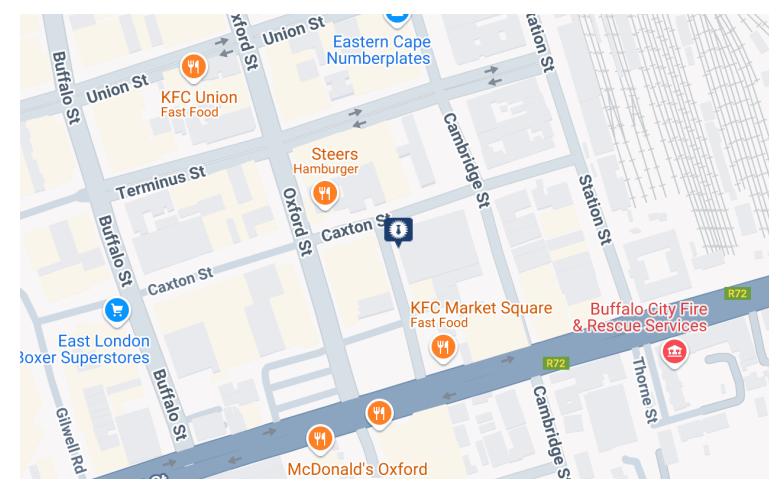 Union St
Eastern Cape
Numberplates
Buffalo St
Union St
KFC Union
Fast Food
Cambridge St
Steers
Hamburger
Terminus St
Oxford St
Station St
Caxton St
Buffalo St
Caxton St
R72
KFC Market Square
Fast Food
Buffalo City Fire
& Rescue Services
East London
Boxer Superstores
R72
Buffalo St
Thorne St
Gilwell Rd
Cambridge S
McDonald's Oxford
xford St
tation St
St